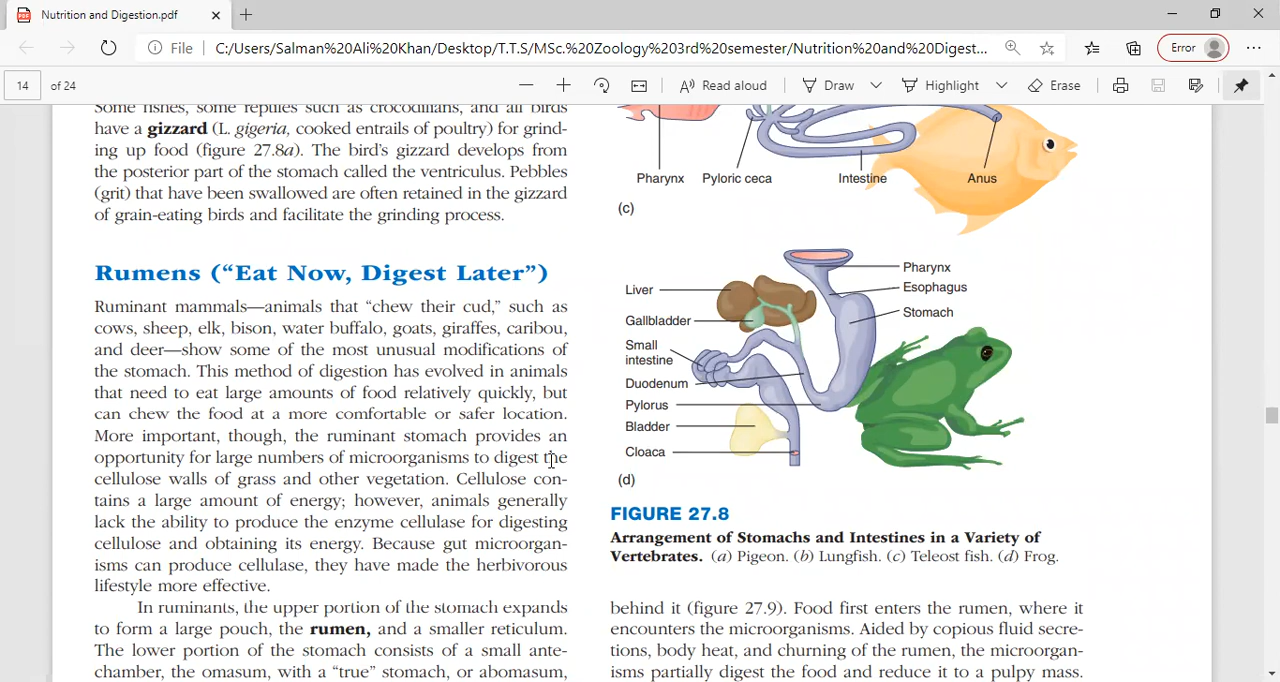 Nutrition and Digestion.pdf
File
C:/Users/Salman%20Ali%20Khan/Desktop/T.T.S/MSc.%20Zoology%203rd%20semester/Nutrition%20and%20Digest...
Error
14 of 24
Read aloud
Draw
Highlight
Erase
Some fishes, some reptiles such as crocodilians, and all birds
have a gizzard (L. gigeria, cooked entrails of poultry) for grind-
ing up food (figure 27.8a). The bird's gizzard develops from
the posterior part of the stomach called the ventriculus. Pebbles
(grit) that have been swallowed are often retained in the gizzard
of grain-eating birds and facilitate the grinding process.
Rumens (“Eat Now, Digest Later”)
Ruminant mammals—animals that “chew their cud,” such as
cows, sheep, elk, bison, water buffalo, goats, giraffes, caribou,
and deer—show some of the most unusual modifications of
the stomach. This method of digestion has evolved in animals
that need to eat large amounts of food relatively quickly, but
can chew the food at a more comfortable or safer location.
More important, though, the ruminant stomach provides an
opportunity for large numbers of microorganisms to digest the
cellulose walls of grass and other vegetation. Cellulose con-
tains a large amount of energy; however, animals generally
lack the ability to produce the enzyme cellulase for digesting
cellulose and obtaining its energy. Because gut microorgan-
isms can produce cellulase, they have made the herbivorous
lifestyle more effective.
In ruminants, the upper portion of the stomach expands
to form a large pouch, the rumen, and a smaller reticulum.
The lower portion of the stomach consists of a small ante-
chamber, the omasum, with a “true” stomach, or abomasum,
Pharynx
Pyloric ceca
Intestine
Anus
(c)
Liver
Gallbladder
Small
intestine
Duodenum
Pylorus
Bladder
Cloaca
Pharynx
Esophagus
Stomach
(d)
FIGURE 27.8
Arrangement of Stomachs and Intestines in a Variety of
Vertebrates. (a) Pigeon. (b) Lungfish. (c) Teleost fish. (d) Frog.
behind it (figure 27.9). Food first enters the rumen, where it
encounters the microorganisms. Aided by copious fluid secre-
tions, body heat, and churning of the rumen, the microorgan-
isms partially digest the food and reduce it to a pulpy mass.